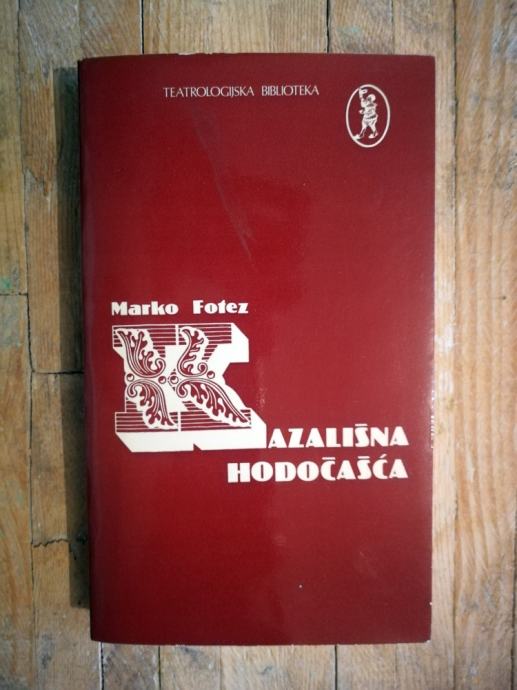 TEATROLOGIJSKA BIBLIOTEKA
Marko Fotez
KAZALIŠNA
HODOČAŠĆA